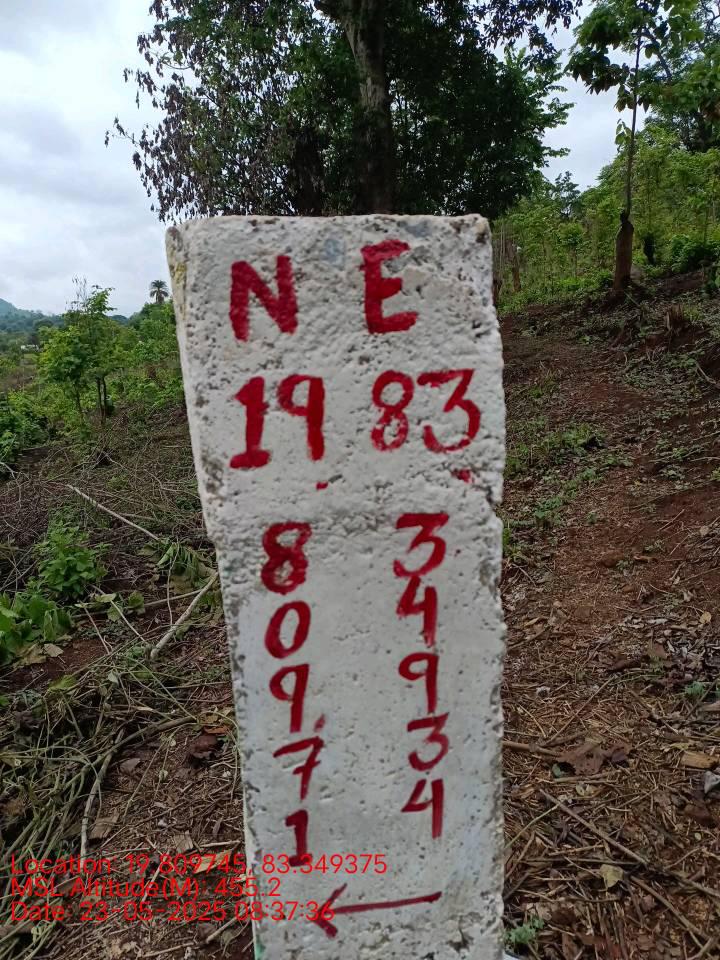 N E
19 83
. .
8 3
0 4
9 9
7 3
1 4
←
Location: 19.809745, 83.349375
MSL Altitude(M) : 455.2
Date: 23-05-2025 08:37:36